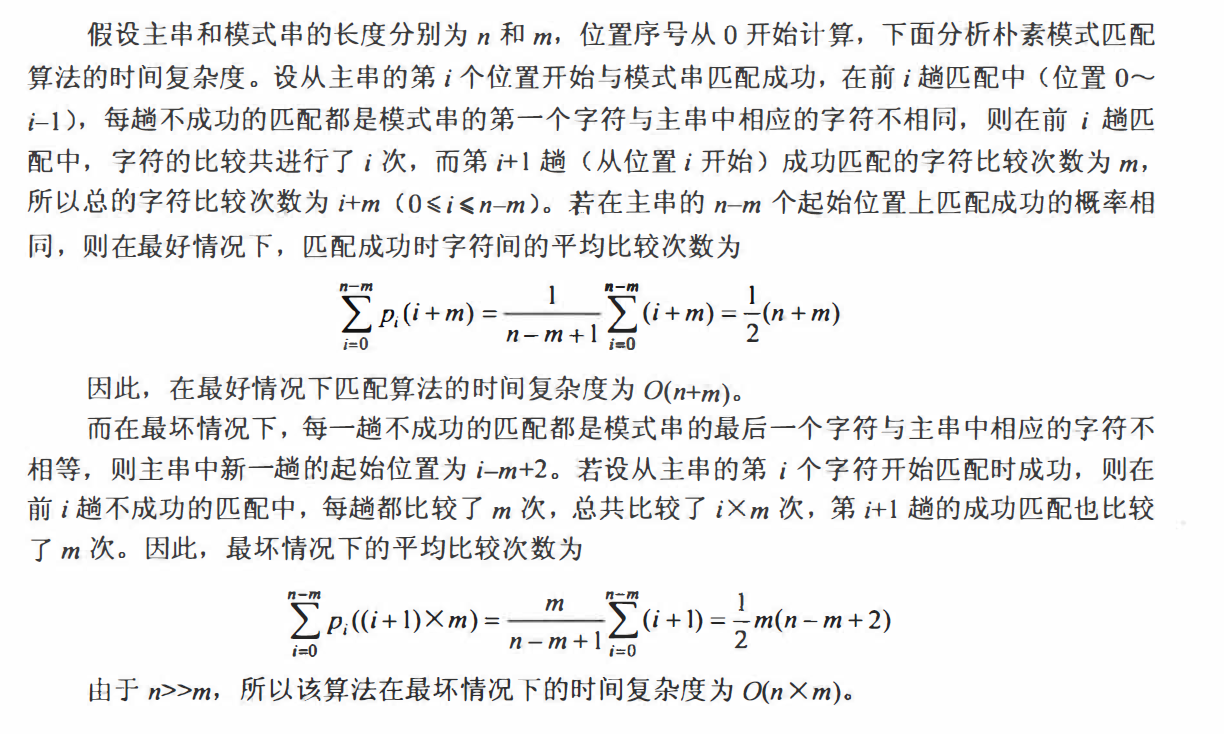 假设主串和模式串的长度分别为 n 和 m，位置序号从 0 开始计算，下面分析朴素模式匹配
算法的时间复杂度。设从主串的第 i 个位置开始与模式串匹配成功，在前 i 趟匹配中（位置 0～
i–1），每趟不成功的匹配都是模式串的第一个字符与主串中相应的字符不相同，则在前 i 趟匹
配中，字符的比较共进行了 i 次，而第 i+1 趟（从位置 i 开始）成功匹配的字符比较次数为 m，
所以总的字符比较次数为 i+m（0≤i≤n–m）。若在主串的 n–m 个起始位置上匹配成功的概率相
同，则在最好情况下，匹配成功时字符间的平均比较次数为
$\sum_{i=0}^{n-m} p_i(i+m) = \frac{1}{n-m+1}\sum_{i=0}^{n-m}(i+m) = \frac{1}{2}(n+m)$
因此，在最好情况下匹配算法的时间复杂度为 O(n+m)。
而在最坏情况下，每一趟不成功的匹配都是模式串的最后一个字符与主串中相应的字符不
相等，则主串中新一趟的起始位置为 i–m+2。若设从主串的第 i 个字符开始匹配时成功，则在
前 i 趟不成功的匹配中，每趟都比较了 m 次，总共比较了 i×m 次，第 i+1 趟的成功匹配也比较
了 m 次。因此，最坏情况下的平均比较次数为
$\sum_{i=0}^{n-m} p_i((i+1)\times m) = \frac{m}{n-m+1}\sum_{i=0}^{n-m}(i+1) = \frac{1}{2}m(n-m+2)$
由于 n>>m，所以该算法在最坏情况下的时间复杂度为 O(n×m)。